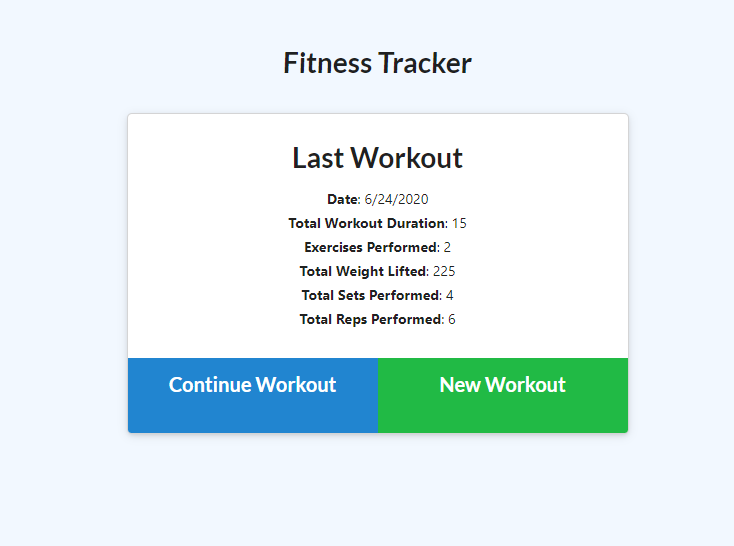 Fitness Tracker
Last Workout
Date: 6/24/2020
Total Workout Duration: 15
Exercises Performed: 2
Total Weight Lifted: 225
Total Sets Performed: 4
Total Reps Performed: 6
Continue Workout
New Workout